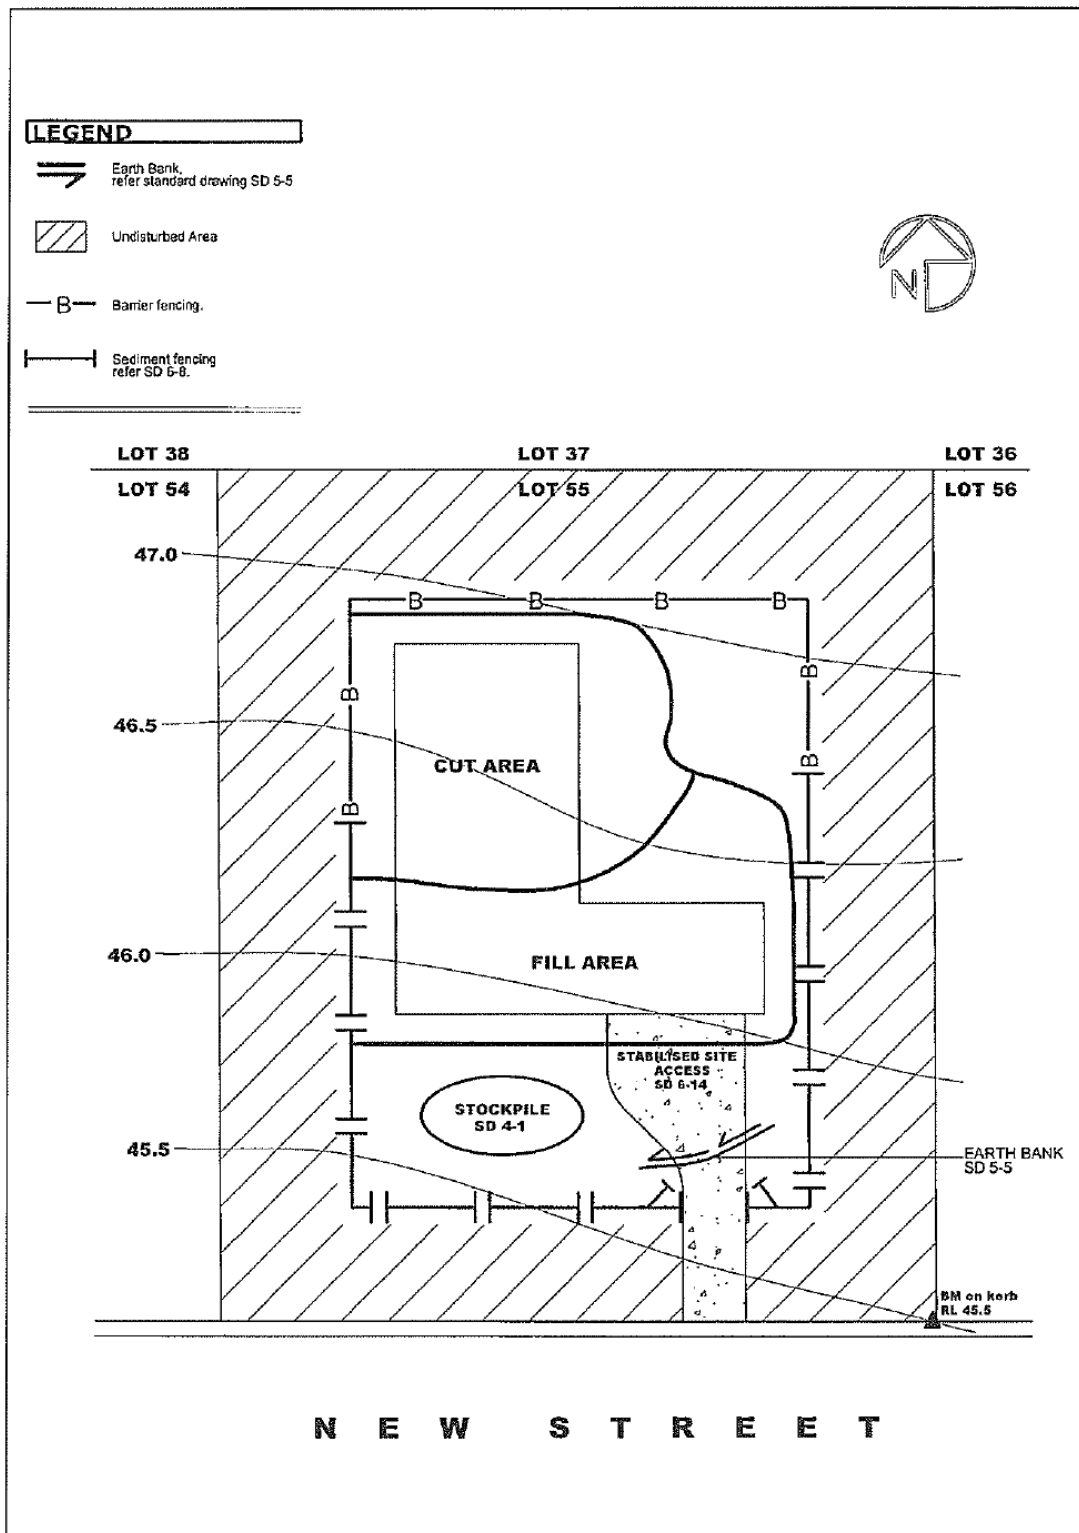 LEGEND
Earth Bank,
refer standard drawing SD 5-5
Undisturbed Area
B
Barrier fencing.
Sediment fencing
refer SD 6-8.
N
LOT 38
LOT 37
LOT 36
LOT 54
LOT 55
LOT 56
47.0
B
B
B
B
B
B
46.5
CUT AREA
B
B
46.0
FILL AREA
STABILISED SITE
ACCESS
SD 6-14
STOCKPILE
SD 4-1
45.5
EARTH BANK
SD 5-5
BM on kerb
RL 45.5
NEW STREET